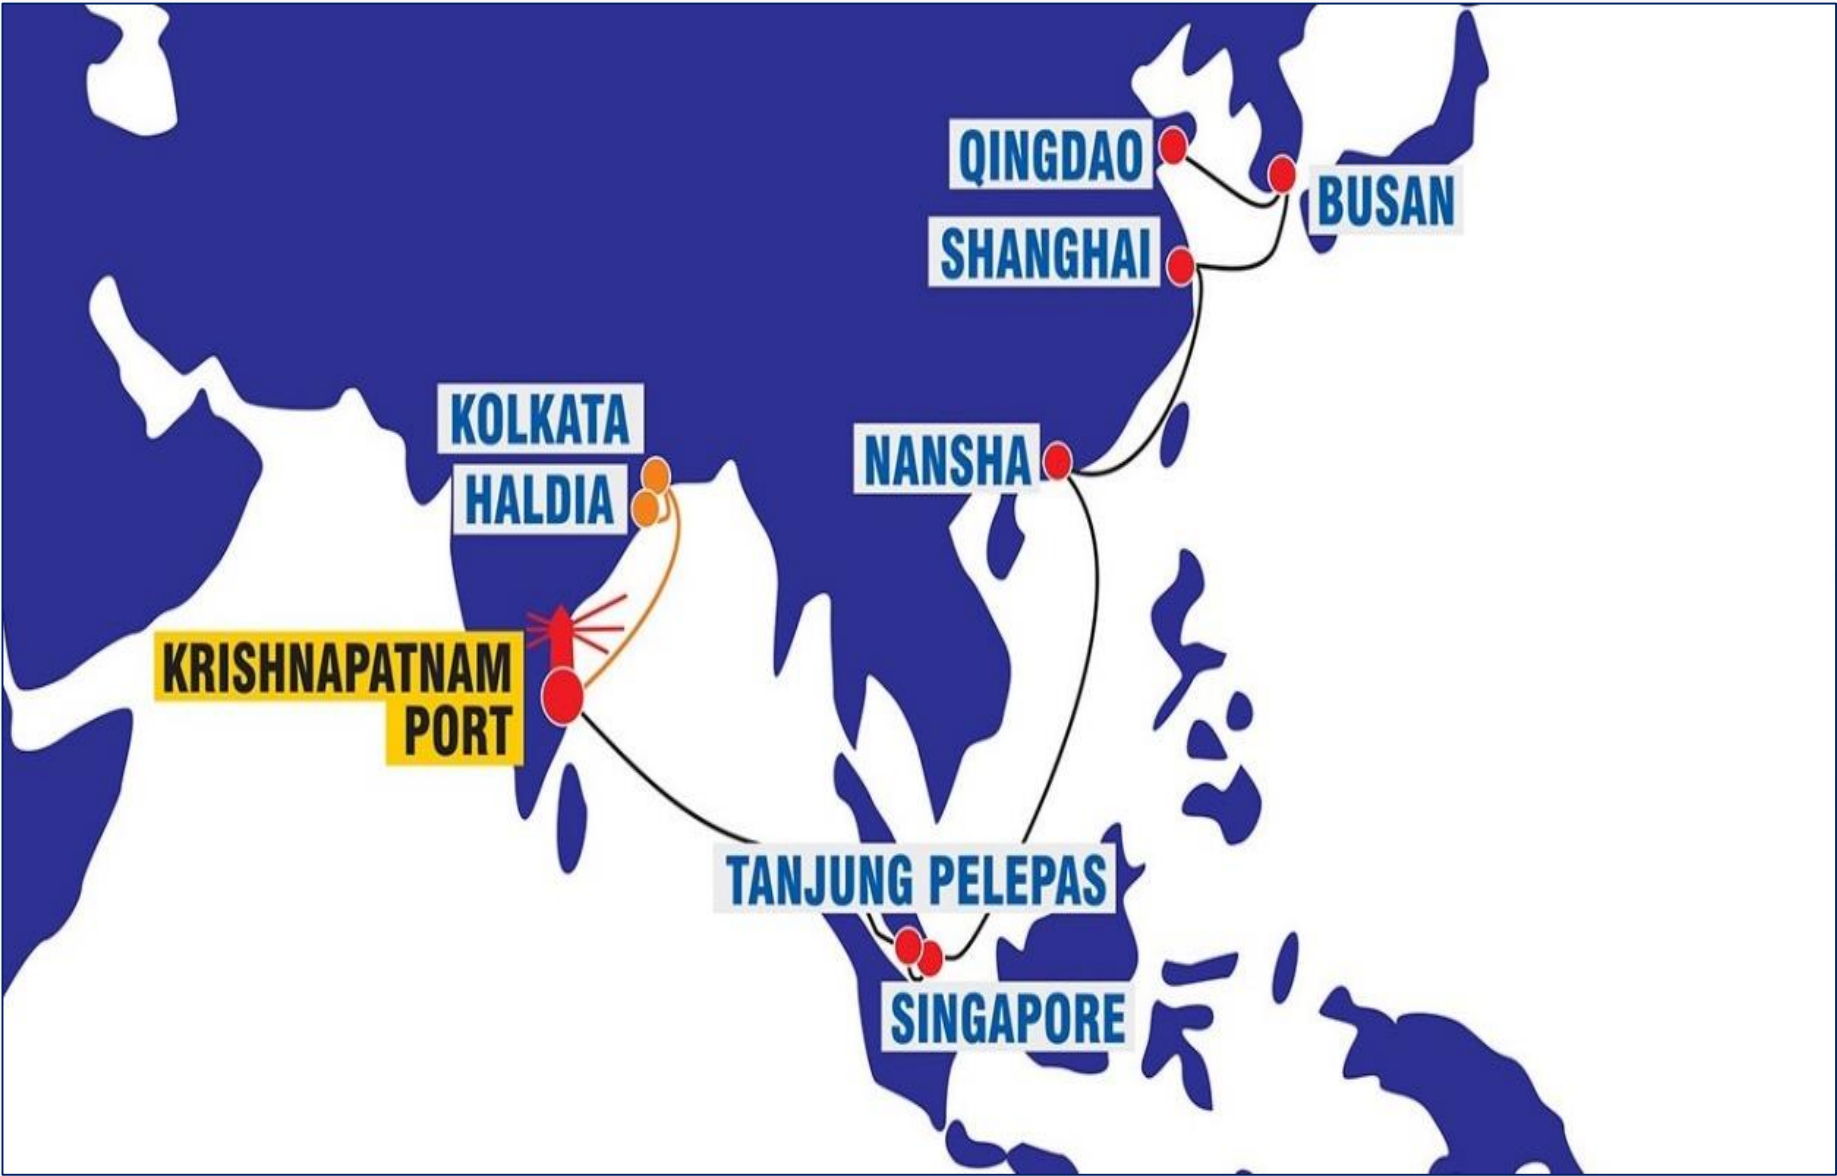 QINGDAO
BUSAN
SHANGHAI
KOLKATA
HALDIA
NANSHA
KRISHNAPATNAM
PORT
TANJUNG PELEPAS
SINGAPORE